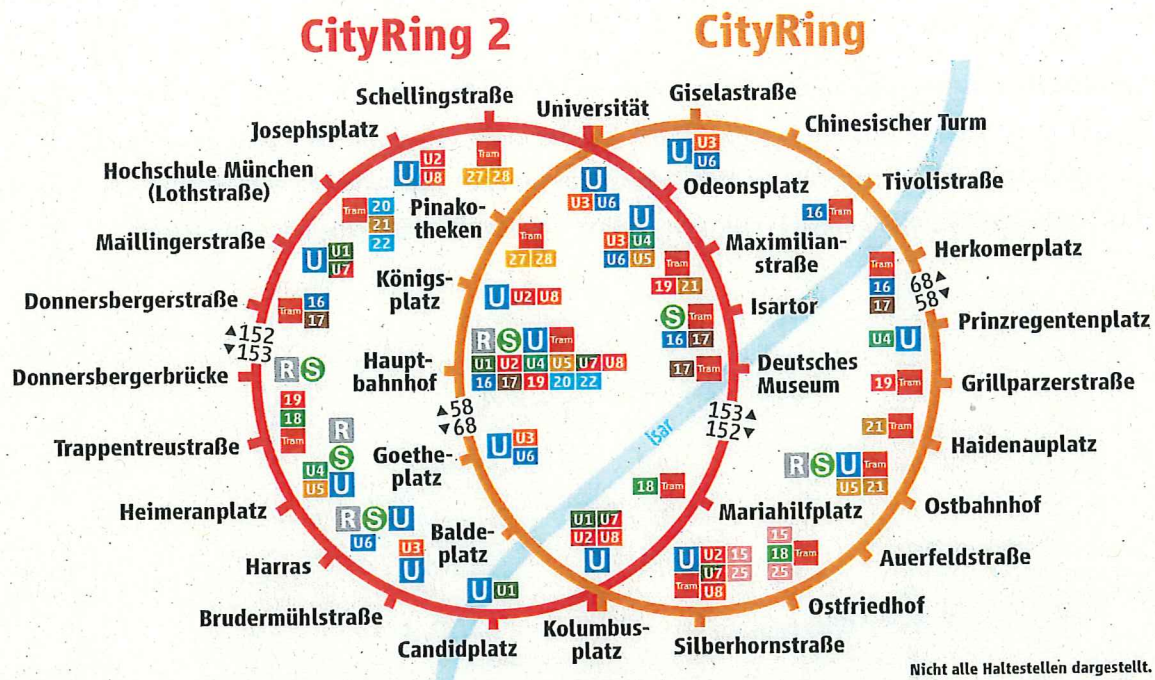 CityRing 2
CityRing
Schellingstraße
Universität
Giselastraße
Josephsplatz
Chinesischer Turm
Hochschule München
(Lothstraße)
U
U2
U8
Tram
27 28
U
U3
U6
Odeonsplatz
Tivolistraße
U
U3 U6
Tram
20
21
22
Pinako-
theken
16 Tram
Maillingerstraße
U
U1
U7
Tram
27 28
U
U3 U4
U6 U5
Maximilian-
straße
Herkomerplatz
Tram
16
17
68
58
Königs-
platz
U U2 U8
Tram
19 21
Donnersbergerstraße
Tram
16
17
Isartor
S Tram
16 17
Prinzregentenplatz
U4 U
152
153
Donnersbergerbrücke
R S
Haupt-
bahnhof
R S U Tram
U1 U2 U4 U5 U7 U8
16 17 19 20 22
17 Tram
Deutsches
Museum
19 Tram
Grillparzerstraße
58
68
153
152
Isar
Trappentreustraße
19
18
Tram
Goethe-
platz
U
U3
U6
21 Tram
Haidenauplatz
R
S
U4
U5
U
R S U Tram
U5 21
Heimeranplatz
18 Tram
Mariahilfplatz
Ostbahnhof
R S U
U6
Balde-
platz
U3
U
U1 U7
U2 U8
U
Harras
U
U2 15
U7 25
Tram
U8
15
18 Tram
25
Auerfeldstraße
U U1
Brudermühlstraße
Ostfriedhof
Candidplatz
Kolumbus-
platz
Silberhornstraße
Nicht alle Haltestellen dargestellt.